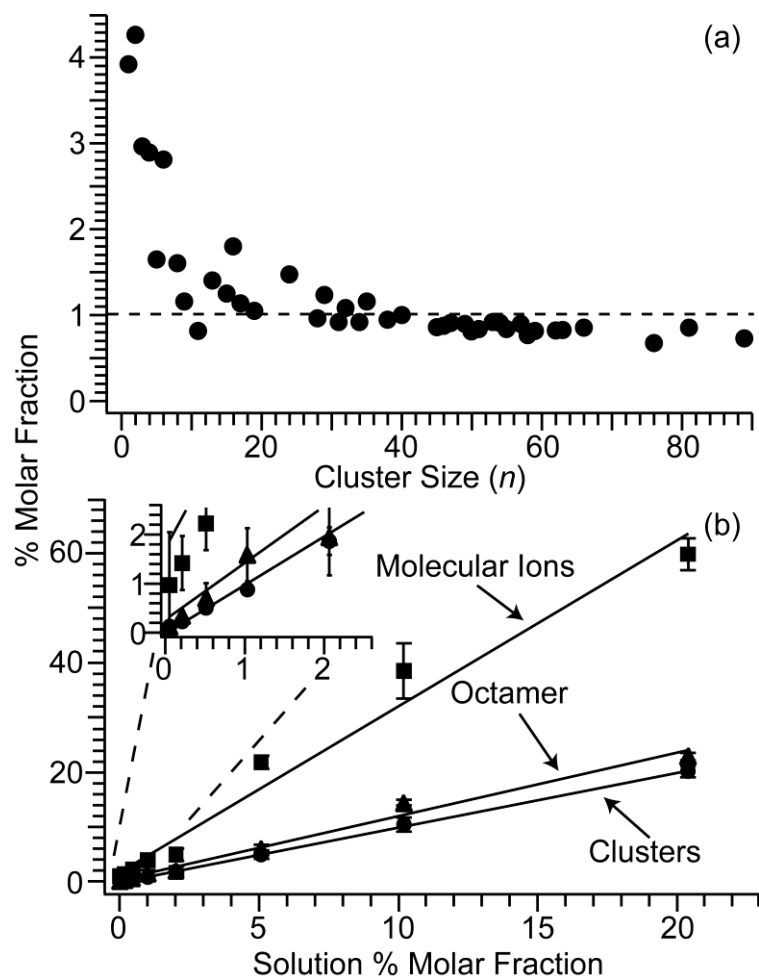 (a)
4
3
2
1
0
0 20 40 60 80
Cluster Size (n)
% Molar Fraction
(b)
60
40
20
0
2
1
0
0 1 2
Molecular Ions
Octamer
Clusters
0 5 10 15 20
Solution % Molar Fraction